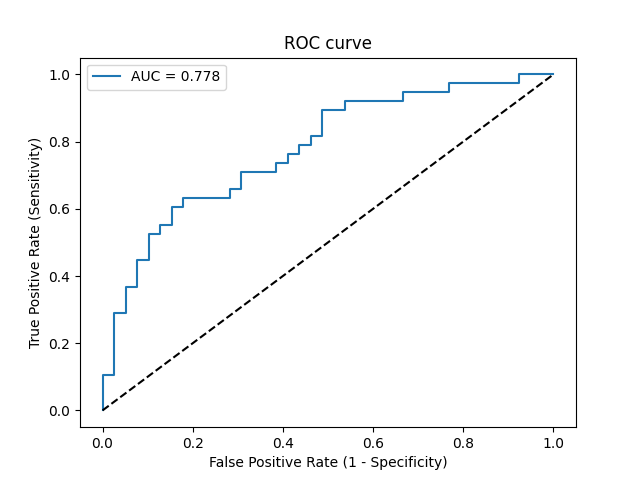 ROC curve
AUC = 0.778
1.0
0.8
0.6
0.4
0.2
0.0
True Positive Rate (Sensitivity)
0.0 0.2 0.4 0.6 0.8 1.0
False Positive Rate (1 - Specificity)